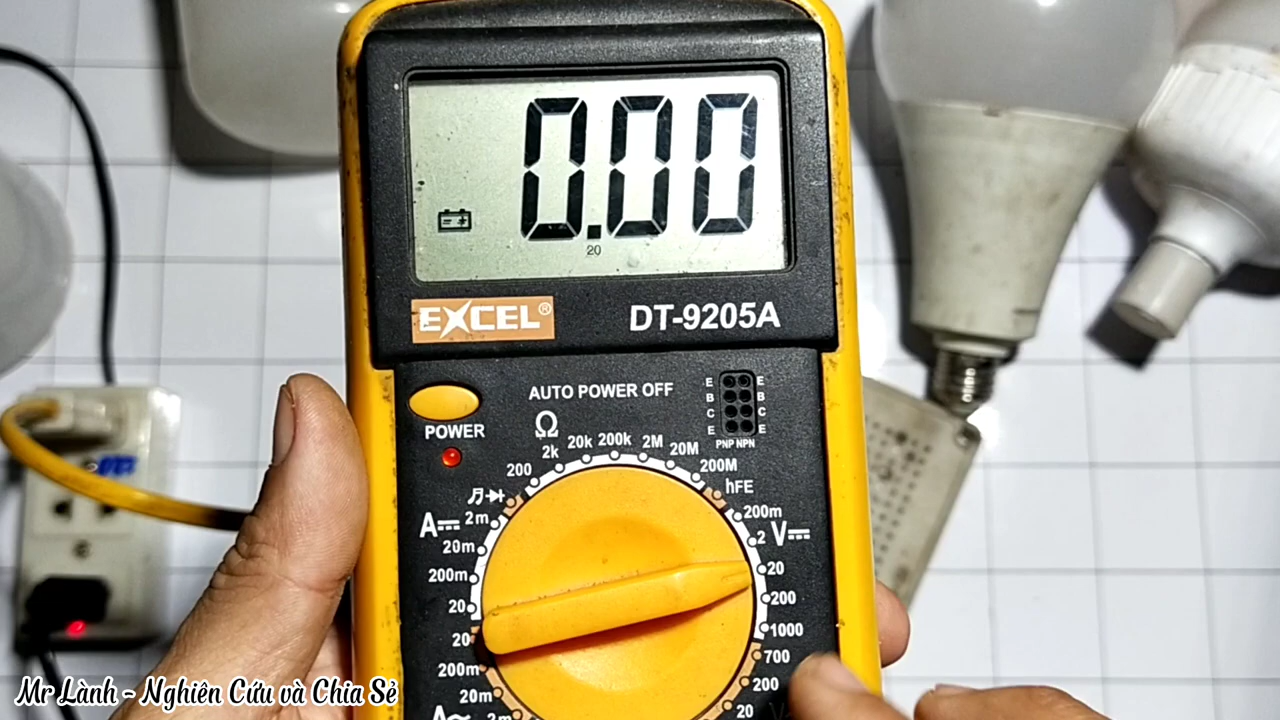 0.00
20
EXCEL®
DT-9205A
AUTO POWER OFF
POWER
E E
B B
C C
E E
PNP NPN
Ω
200 2k 20k 200k 2M 20M 200M
hFE
A 2m
20m
200m
20
20
200m
20m
2m
A
200m
2 V
20
200
1000
700
200
20
Mr Lành - Nghiên Cứu và Chia Sẻ